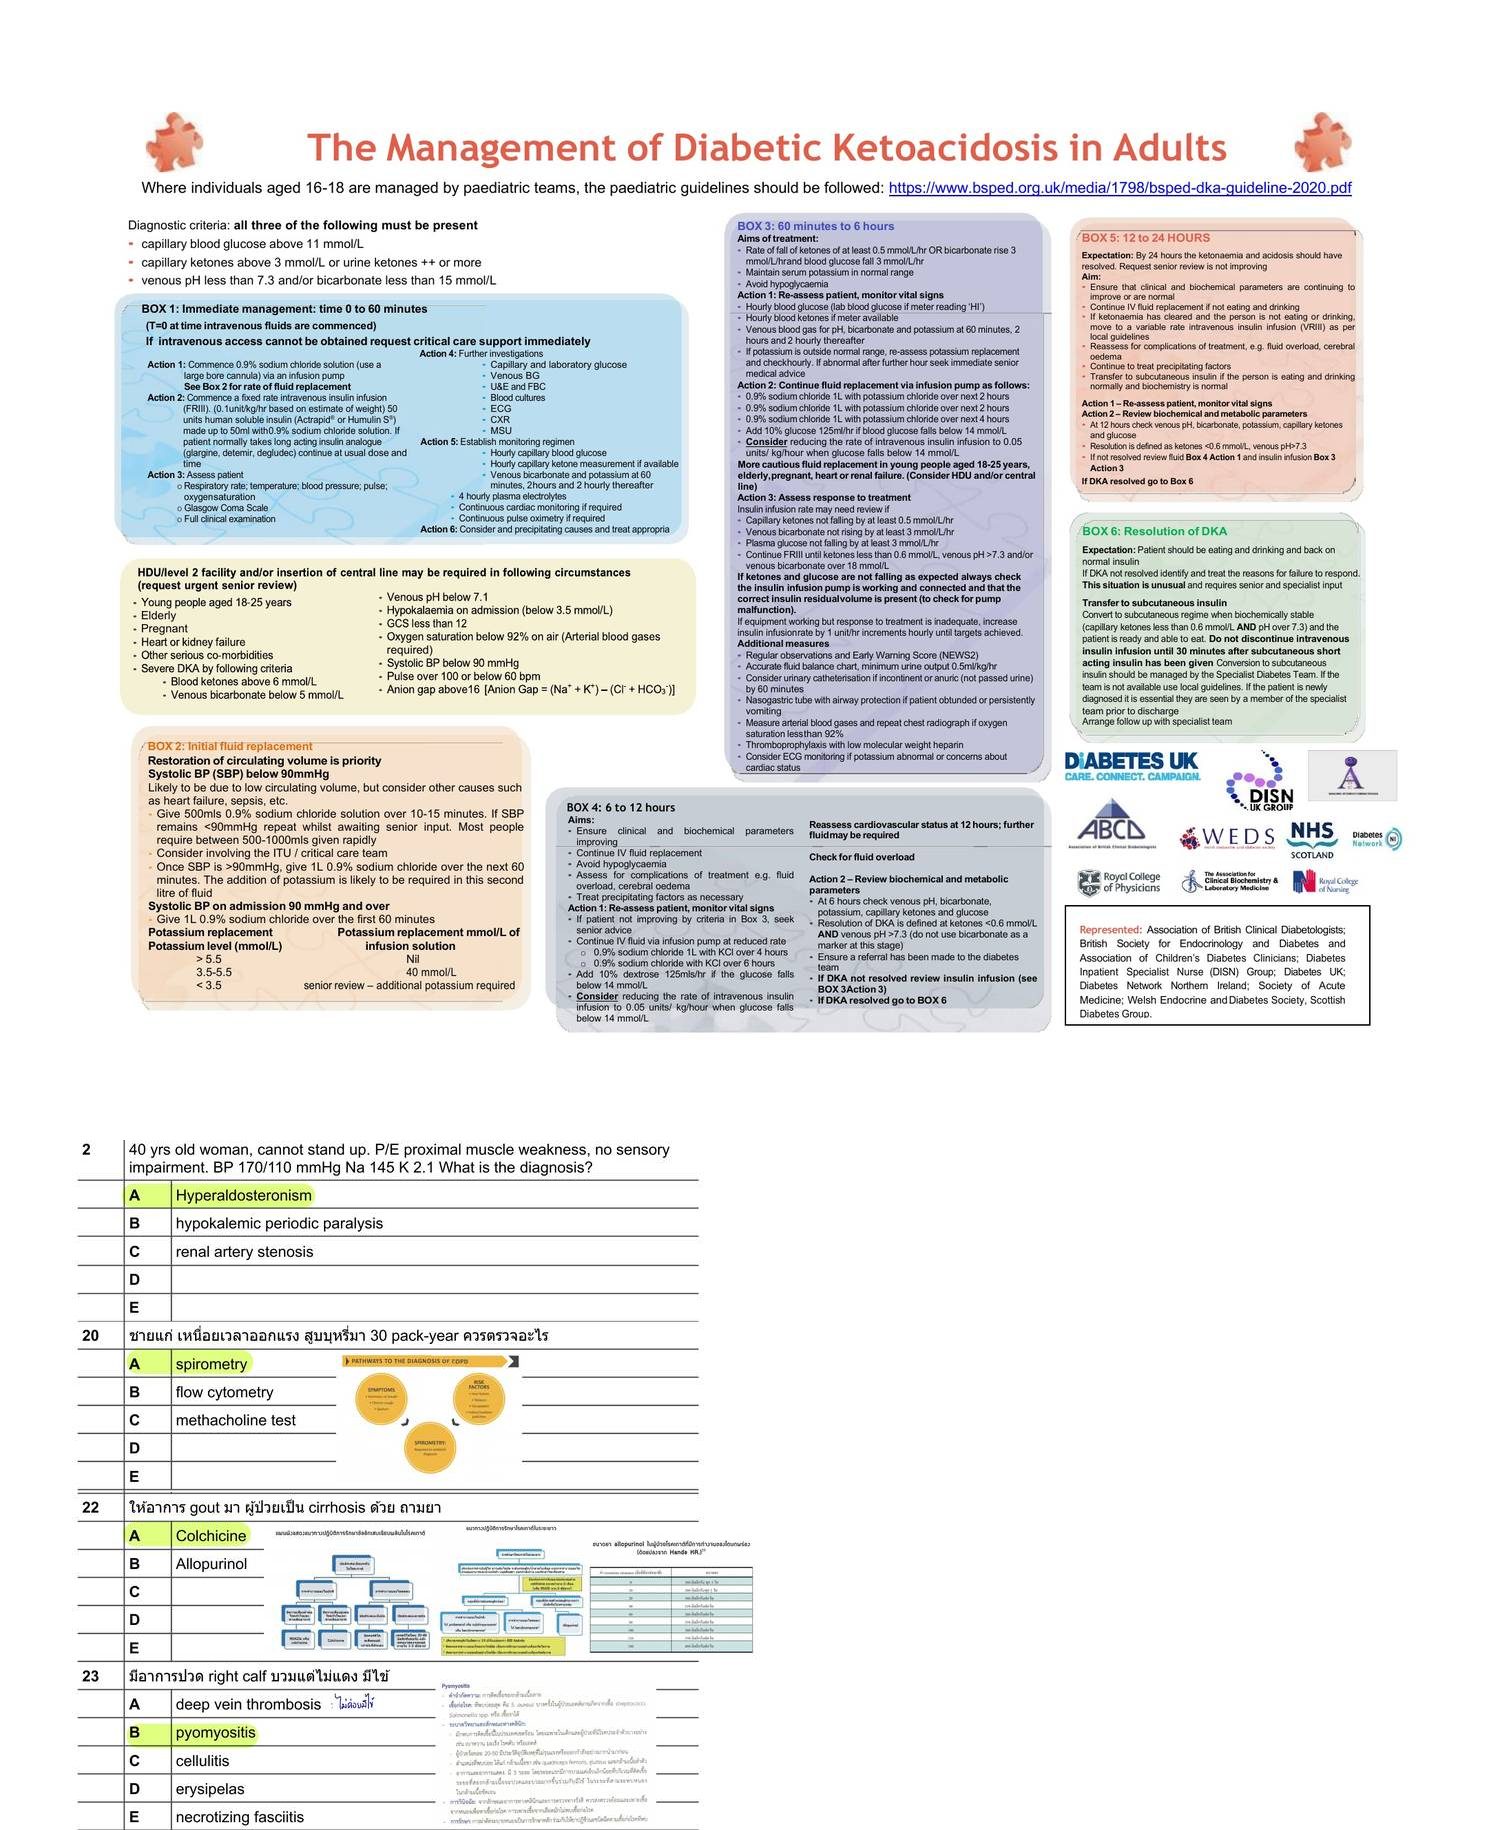 The Management of Diabetic Ketoacidosis in Adults
Where individuals aged 16-18 are managed by paediatric teams, the paediatric guidelines should be followed: https://www.bsped.org.uk/media/1798/bsped-dka-guideline-2020.pdf
Diagnostic criteria: all three of the following must be present
- capillary blood glucose above 11 mmol/L
- capillary ketones above 3 mmol/L or urine ketones ++ or more
- venous pH less than 7.3 and/or bicarbonate less than 15 mmol/L
BOX 1: Immediate management: time 0 to 60 minutes
(T=0 at time intravenous fluids are commenced)
If intravenous access cannot be obtained request critical care support immediately
Action 1: Commence 0.9% sodium chloride solution (use a
large bore cannula) via an infusion pump
See Box 2 for rate of fluid replacement
Action 2: Commence a fixed rate intravenous insulin infusion
(FRIII). (0.1unit/kg/hr based on estimate of weight) 50
units human soluble insulin (Actrapid® or Humulin S®)
made up to 50ml with0.9% sodium chloride solution. If
patient normally takes long acting insulin analogue
(glargine, detemir, degludec) continue at usual dose and
time
Action 3: Assess patient
o Respiratory rate; temperature; blood pressure; pulse;
oxygensaturation
o Glasgow Coma Scale
o Full clinical examination
Action 4: Further investigations
- Capillary and laboratory glucose
- Venous BG
- U&E and FBC
- Blood cultures
- ECG
- CXR
- MSU
Action 5: Establish monitoring regimen
- Hourly capillary blood glucose
- Hourly capillary ketone measurement if available
- Venous bicarbonate and potassium at 60
minutes, 2hours and 2 hourly thereafter
- 4 hourly plasma electrolytes
- Continuous cardiac monitoring if required
- Continuous pulse oximetry if required
Action 6: Consider and precipitating causes and treat appropria
HDU/level 2 facility and/or insertion of central line may be required in following circumstances
(request urgent senior review)
- Young people aged 18-25 years
- Elderly
- Pregnant
- Heart or kidney failure
- Other serious co-morbidities
- Severe DKA by following criteria
- Blood ketones above 6 mmol/L
- Venous bicarbonate below 5 mmol/L
- Venous pH below 7.1
- Hypokalaemia on admission (below 3.5 mmol/L)
- GCS less than 12
- Oxygen saturation below 92% on air (Arterial blood gases
required)
- Systolic BP below 90 mmHg
- Pulse over 100 or below 60 bpm
- Anion gap above16 [Anion Gap = (Na⁺ + K⁺) – (Cl⁻ + HCO₃⁻)]
BOX 2: Initial fluid replacement
Restoration of circulating volume is priority
Systolic BP (SBP) below 90mmHg
Likely to be due to low circulating volume, but consider other causes such
as heart failure, sepsis, etc.
- Give 500mls 0.9% sodium chloride solution over 10-15 minutes. If SBP
remains <90mmHg repeat whilst awaiting senior input. Most people
require between 500-1000mls given rapidly
- Consider involving the ITU / critical care team
- Once SBP is >90mmHg, give 1L 0.9% sodium chloride over the next 60
minutes. The addition of potassium is likely to be required in this second
litre of fluid
Systolic BP on admission 90 mmHg and over
- Give 1L 0.9% sodium chloride over the first 60 minutes
Potassium replacement Potassium replacement mmol/L of
Potassium level (mmol/L) infusion solution
> 5.5 Nil
3.5-5.5 40 mmol/L
< 3.5 senior review – additional potassium required
BOX 3: 60 minutes to 6 hours
Aims of treatment:
- Rate of fall of ketones of at least 0.5 mmol/L/hr OR bicarbonate rise 3
mmol/L/hrand blood glucose fall 3 mmol/L/hr
- Maintain serum potassium in normal range
- Avoid hypoglycaemia
Action 1: Re-assess patient, monitor vital signs
- Hourly blood glucose (lab blood glucose if meter reading ‘HI’)
- Hourly blood ketones if meter available
- Venous blood gas for pH, bicarbonate and potassium at 60 minutes, 2
hours and 2 hourly thereafter
- If potassium is outside normal range, re-assess potassium replacement
and checkhourly. If abnormal after further hour seek immediate senior
medical advice
Action 2: Continue fluid replacement via infusion pump as follows:
- 0.9% sodium chloride 1L with potassium chloride over next 2 hours
- 0.9% sodium chloride 1L with potassium chloride over next 2 hours
- 0.9% sodium chloride 1L with potassium chloride over next 4 hours
- Add 10% glucose 125ml/hr if blood glucose falls below 14 mmol/L
- Consider reducing the rate of intravenous insulin infusion to 0.05
units/ kg/hour when glucose falls below 14 mmol/L
More cautious fluid replacement in young people aged 18-25 years,
elderly,pregnant, heart or renal failure. (Consider HDU and/or central
line)
Action 3: Assess response to treatment
Insulin infusion rate may need review if
- Capillary ketones not falling by at least 0.5 mmol/L/hr
- Venous bicarbonate not rising by at least 3 mmol/L/hr
- Plasma glucose not falling by at least 3 mmol/L/hr
- Continue FRIII until ketones less than 0.6 mmol/L, venous pH >7.3 and/or
venous bicarbonate over 18 mmol/L
If ketones and glucose are not falling as expected always check
the insulin infusion pump is working and connected and that the
correct insulin residualvolume is present (to check for pump
malfunction).
If equipment working but response to treatment is inadequate, increase
insulin infusionrate by 1 unit/hr increments hourly until targets achieved.
Additional measures
- Regular observations and Early Warning Score (NEWS2)
- Accurate fluid balance chart, minimum urine output 0.5ml/kg/hr
- Consider urinary catheterisation if incontinent or anuric (not passed urine)
by 60 minutes
- Nasogastric tube with airway protection if patient obtunded or persistently
vomiting
- Measure arterial blood gases and repeat chest radiograph if oxygen
saturation lessthan 92%
- Thromboprophylaxis with low molecular weight heparin
- Consider ECG monitoring if potassium abnormal or concerns about
cardiac status
BOX 4: 6 to 12 hours
Aims:
- Ensure clinical and biochemical parameters
improving
- Continue IV fluid replacement
- Avoid hypoglycaemia
- Assess for complications of treatment e.g. fluid
overload, cerebral oedema
- Treat precipitating factors as necessary
Action 1: Re-assess patient, monitor vital signs
- If patient not improving by criteria in Box 3, seek
senior advice
- Continue IV fluid via infusion pump at reduced rate
o 0.9% sodium chloride 1L with KCl over 4 hours
o 0.9% sodium chloride with KCl over 6 hours
- Add 10% dextrose 125mls/hr if the glucose falls
below 14 mmol/L
- Consider reducing the rate of intravenous insulin
infusion to 0.05 units/ kg/hour when glucose falls
below 14 mmol/L
Reassess cardiovascular status at 12 hours; further
fluidmay be required
Check for fluid overload
Action 2 – Review biochemical and metabolic
parameters
- At 6 hours check venous pH, bicarbonate,
potassium, capillary ketones and glucose
- Resolution of DKA is defined at ketones <0.6 mmol/L
AND venous pH >7.3 (do not use bicarbonate as a
marker at this stage)
- Ensure a referral has been made to the diabetes
team
- If DKA not resolved review insulin infusion (see
BOX 3Action 3)
- If DKA resolved go to BOX 6
BOX 5: 12 to 24 HOURS
Expectation: By 24 hours the ketonaemia and acidosis should have
resolved. Request senior review is not improving
Aim:
- Ensure that clinical and biochemical parameters are continuing to
improve or are normal
- Continue IV fluid replacement if not eating and drinking
- If ketonaemia has cleared and the person is not eating or drinking,
move to a variable rate intravenous insulin infusion (VRIII) as per
local guidelines
- Reassess for complications of treatment, e.g. fluid overload, cerebral
oedema
- Continue to treat precipitating factors
- Transfer to subcutaneous insulin if the person is eating and drinking
normally and biochemistry is normal
Action 1 – Re-assess patient, monitor vital signs
Action 2 – Review biochemical and metabolic parameters
- At 12 hours check venous pH, bicarbonate, potassium, capillary ketones
and glucose
- Resolution is defined as ketones <0.6 mmol/L, venous pH>7.3
- If not resolved review fluid Box 4 Action 1 and insulin infusion Box 3
Action 3
If DKA resolved go to Box 6
BOX 6: Resolution of DKA
Expectation: Patient should be eating and drinking and back on
normal insulin
If DKA not resolved identify and treat the reasons for failure to respond.
This situation is unusual and requires senior and specialist input
Transfer to subcutaneous insulin
Convert to subcutaneous regime when biochemically stable
(capillary ketones less than 0.6 mmol/L AND pH over 7.3) and the
patient is ready and able to eat. Do not discontinue intravenous
insulin infusion until 30 minutes after subcutaneous short
acting insulin has been given Conversion to subcutaneous
insulin should be managed by the Specialist Diabetes Team. If the
team is not available use local guidelines. If the patient is newly
diagnosed it is essential they are seen by a member of the specialist
team prior to discharge
Arrange follow up with specialist team
DIABETES UK
CARE. CONNECT. CAMPAIGN.
DISN
UK GROUP
ABCD
Association of British Clinical Diabetologists
WEDS
NHS
SCOTLAND
Diabetes
Network NI
Royal College
of Physicians
The Association for
Clinical Biochemistry &
Laboratory Medicine
Royal College
of Nursing
Represented: Association of British Clinical Diabetologists;
British Society for Endocrinology and Diabetes and
Association of Children’s Diabetes Clinicians; Diabetes
Inpatient Specialist Nurse (DISN) Group; Diabetes UK;
Diabetes Network Northern Ireland; Society of Acute
Medicine; Welsh Endocrine and Diabetes Society, Scottish
Diabetes Group.
2 40 yrs old woman, cannot stand up. P/E proximal muscle weakness, no sensory
impairment. BP 170/110 mmHg Na 145 K 2.1 What is the diagnosis?
A Hyperaldosteronism
B hypokalemic periodic paralysis
C renal artery stenosis
D
E
20 ชายแก่ เหนื่อยเวลาออกแรง สูบบุหรี่มา 30 pack-year ควรตรวจอะไร
A spirometry
B flow cytometry
C methacholine test
D
E
PATHWAYS TO THE DIAGNOSIS OF COPD
SYMPTOMS
RISK
FACTORS
SPIROMETRY:
22 ให้อาการ gout มา ผู้ป่วยเป็น cirrhosis ด้วย ถามยา
A Colchicine
B Allopurinol
C
D
E
23 มีอาการปวด right calf บวมแต่ไม่แดง มีไข้
A deep vein thrombosis : ไม่ค่อยมีไข้
B pyomyositis
C cellulitis
D erysipelas
E necrotizing fasciitis
Pyomyositis